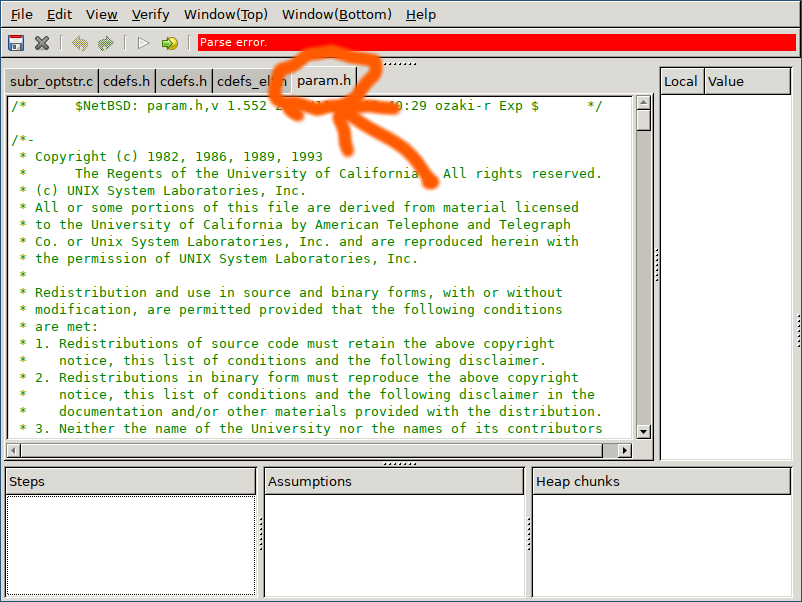 File Edit View Verify Window(Top) Window(Bottom) Help
Parse error.
subr_optstr.c cdefs.h cdefs.h param.h
Local Value
/* $NetBSD: param.h,v 1.552 ozaki-r Exp $ */
/*-
* Copyright (c) 1982, 1986, 1989, 1993
* The Regents of the University of California. All rights reserved.
* (c) UNIX System Laboratories, Inc.
* All or some portions of this file are derived from material licensed
* to the University of California by American Telephone and Telegraph
* Co. or Unix System Laboratories, Inc. and are reproduced herein with
* the permission of UNIX System Laboratories, Inc.
*
* Redistribution and use in source and binary forms, with or without
* modification, are permitted provided that the following conditions
* are met:
* 1. Redistributions of source code must retain the above copyright
* notice, this list of conditions and the following disclaimer.
* 2. Redistributions in binary form must reproduce the above copyright
* notice, this list of conditions and the following disclaimer in the
* documentation and/or other materials provided with the distribution.
* 3. Neither the name of the University nor the names of its contributors
Steps
Assumptions
Heap chunks